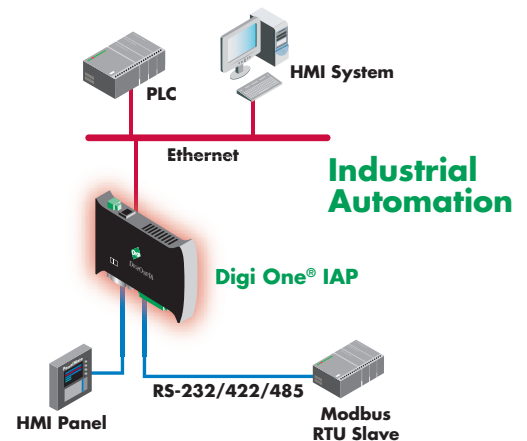 PLC
HMI System
Ethernet
Industrial
Automation
Digi One® IAP
RS-232/422/485
HMI Panel
Modbus
RTU Slave